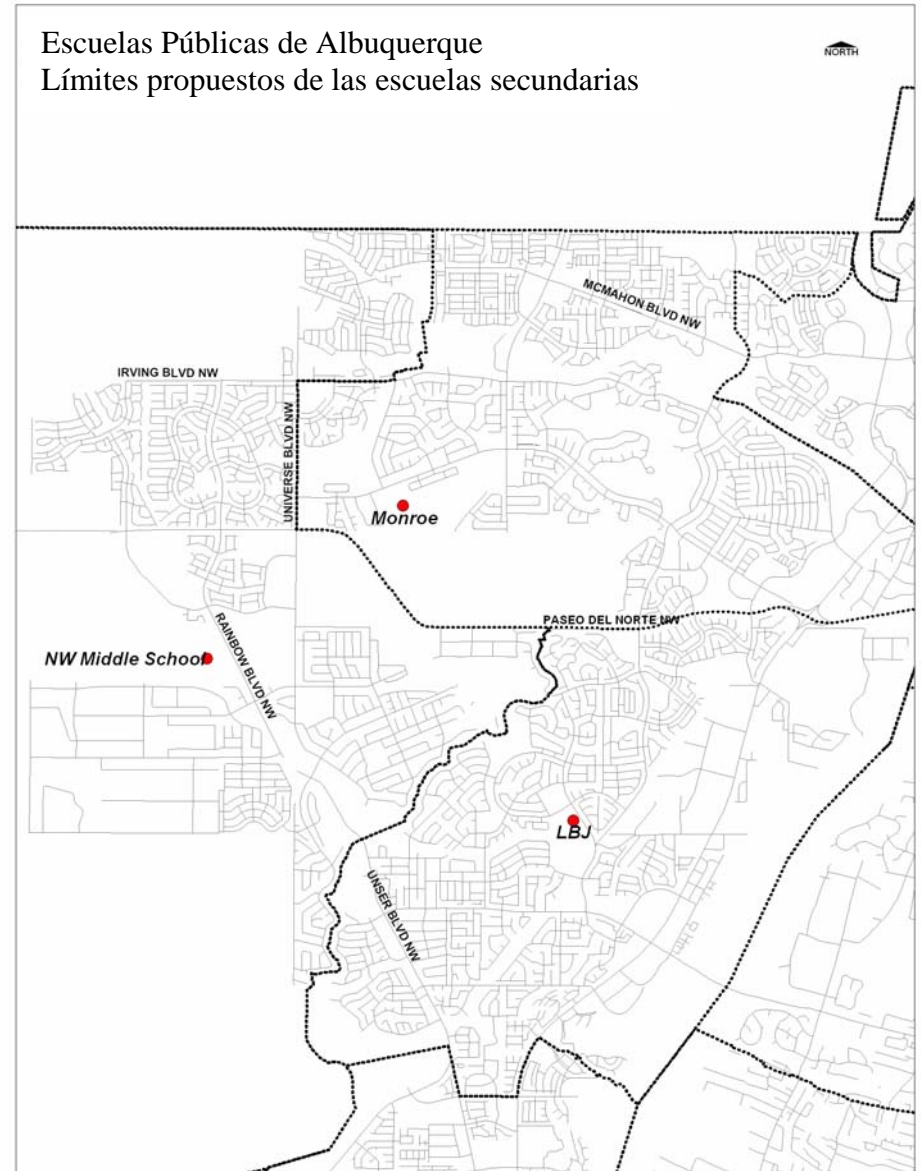 Escuelas Públicas de Albuquerque
Límites propuestos de las escuelas secundarias
NORTH
MCMAHON BLVD NW
IRVING BLVD NW
UNIVERSE BLVD NW
Monroe
PASEO DEL NORTE NW
RAINBOW BLVD NW
NW Middle School
LBJ
UNSER BLVD NW